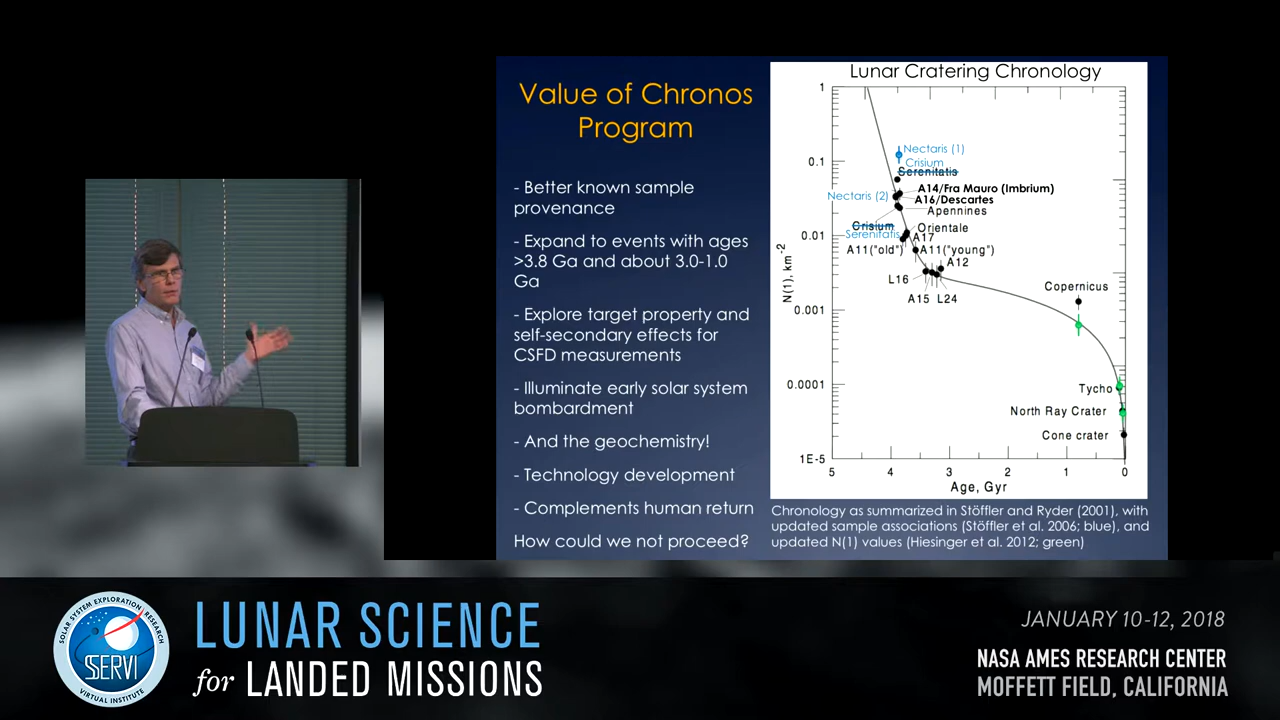 Value of Chronos
Program
- Better known sample
provenance
- Expand to events with ages
>3.8 Ga and about 3.0-1.0
Ga
- Explore target property and
self-secondary effects for
CSFD measurements
- Illuminate early solar system
bombardment
- And the geochemistry!
- Technology development
- Complements human return
How could we not proceed?
Lunar Cratering Chronology
1
0.1
0.01
0.001
0.0001
1E-5
N(1), km-2
Nectaris (1)
Crisium
Serenitatis
A14/Fra Mauro (Imbrium)
Nectaris (2)
A16/Descartes
Apennines
Crisium
Orientale
Serenitatis
A17
A11("old")
A11("young")
A12
L16
A15
L24
Copernicus
Tycho
North Ray Crater
Cone crater
5 4 3 2 1 0
Age, Gyr
Chronology as summarized in Stöffler and Ryder (2001), with
updated sample associations (Stöffler et al. 2006; blue), and
updated N(1) values (Hiesinger et al. 2012; green)
SOLAR SYSTEM EXPLORATION RESEARCH
SSERVI
VIRTUAL INSTITUTE
LUNAR SCIENCE
for LANDED MISSIONS
JANUARY 10-12, 2018
NASA AMES RESEARCH CENTER
MOFFETT FIELD, CALIFORNIA